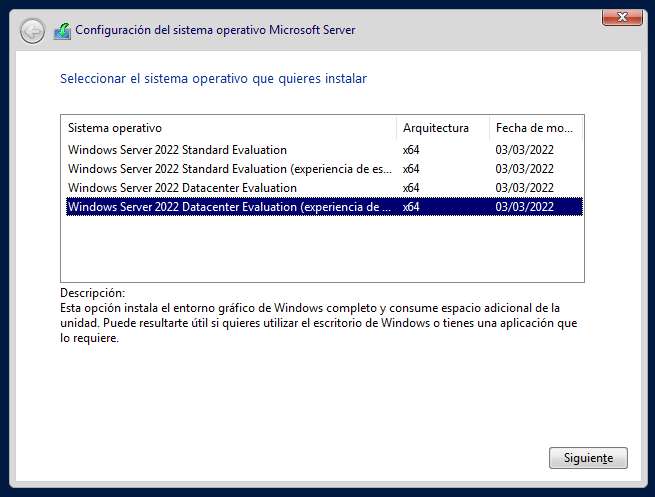 Configuración del sistema operativo Microsoft Server
Seleccionar el sistema operativo que quieres instalar
Sistema operativo Arquitectura Fecha de mo...
Windows Server 2022 Standard Evaluation x64 03/03/2022
Windows Server 2022 Standard Evaluation (experiencia de es... x64 03/03/2022
Windows Server 2022 Datacenter Evaluation x64 03/03/2022
Windows Server 2022 Datacenter Evaluation (experiencia de ... x64 03/03/2022
Descripción:
Esta opción instala el entorno gráfico de Windows completo y consume espacio adicional de la
unidad. Puede resultarte útil si quieres utilizar el escritorio de Windows o tienes una aplicación que
lo requiere.
Siguiente